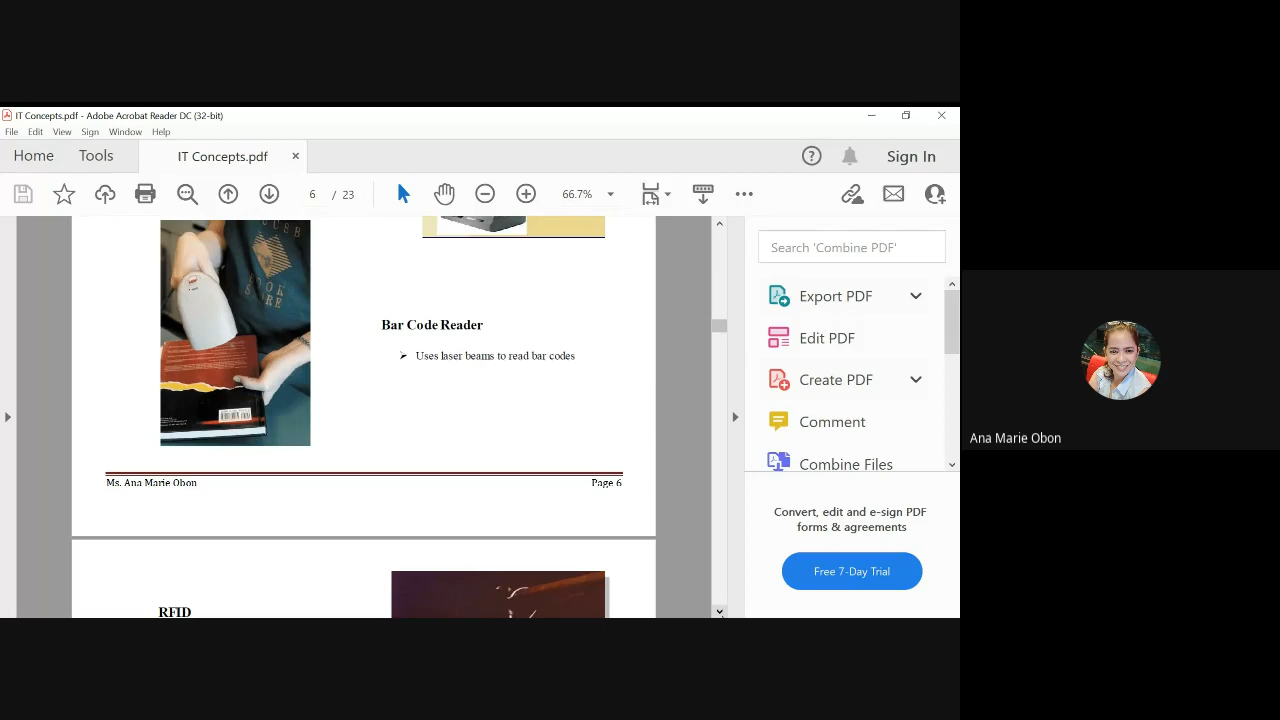 IT Concepts.pdf - Adobe Acrobat Reader DC (32-bit)
File Edit View Sign Window Help
Home Tools IT Concepts.pdf × Sign In
6 / 23 66.7%
Search 'Combine PDF'
Export PDF
Edit PDF
Create PDF
Comment
Combine Files
Convert, edit and e-sign PDF
forms & agreements
Free 7-Day Trial
UCSB
BOOK
STORE
Bar Code Reader
Uses laser beams to read bar codes
Ms. Ana Marie Obon Page 6
RFID
Ana Marie Obon